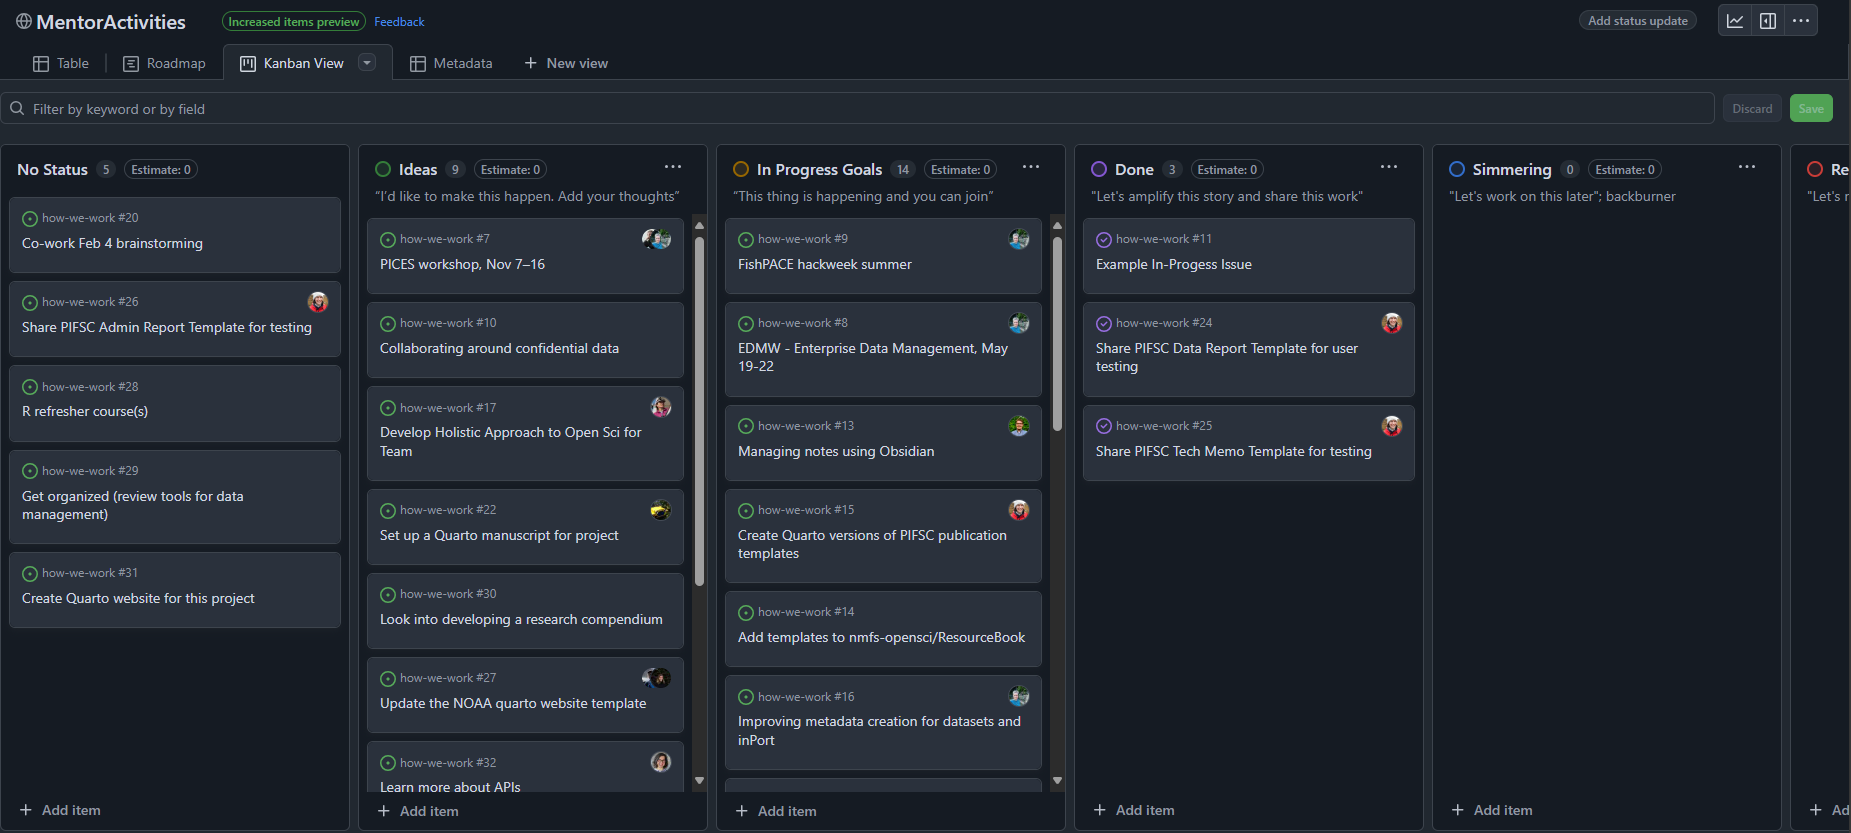 MentorActivities
Increased items preview
Feedback
Add status update
Table
Roadmap
Kanban View
Metadata
New view
Filter by keyword or by field
Discard
Save
No Status 5 Estimate: 0
how-we-work #20
Co-work Feb 4 brainstorming
how-we-work #26
Share PIFSC Admin Report Template for testing
how-we-work #28
R refresher course(s)
how-we-work #29
Get organized (review tools for data
management)
how-we-work #31
Create Quarto website for this project
Add item
Ideas 9 Estimate: 0
“I’d like to make this happen. Add your thoughts”
how-we-work #7
PICES workshop, Nov 7–16
how-we-work #10
Collaborating around confidential data
how-we-work #17
Develop Holistic Approach to Open Sci for
Team
how-we-work #22
Set up a Quarto manuscript for project
how-we-work #30
Look into developing a research compendium
how-we-work #27
Update the NOAA quarto website template
how-we-work #32
Learn more about APIs
Add item
In Progress Goals 14 Estimate: 0
“This thing is happening and you can join”
how-we-work #9
FishPACE hackweek summer
how-we-work #8
EDMW - Enterprise Data Management, May
19-22
how-we-work #13
Managing notes using Obsidian
how-we-work #15
Create Quarto versions of PIFSC publication
templates
how-we-work #14
Add templates to nmfs-opensci/ResourceBook
how-we-work #16
Improving metadata creation for datasets and
inPort
Add item
Done 3 Estimate: 0
"Let's amplify this story and share this work"
how-we-work #11
Example In-Progess Issue
how-we-work #24
Share PIFSC Data Report Template for user
testing
how-we-work #25
Share PIFSC Tech Memo Template for testing
Add item
Simmering 0 Estimate: 0
"Let's work on this later"; backburner
Add item
Re
"Let's r
Ad